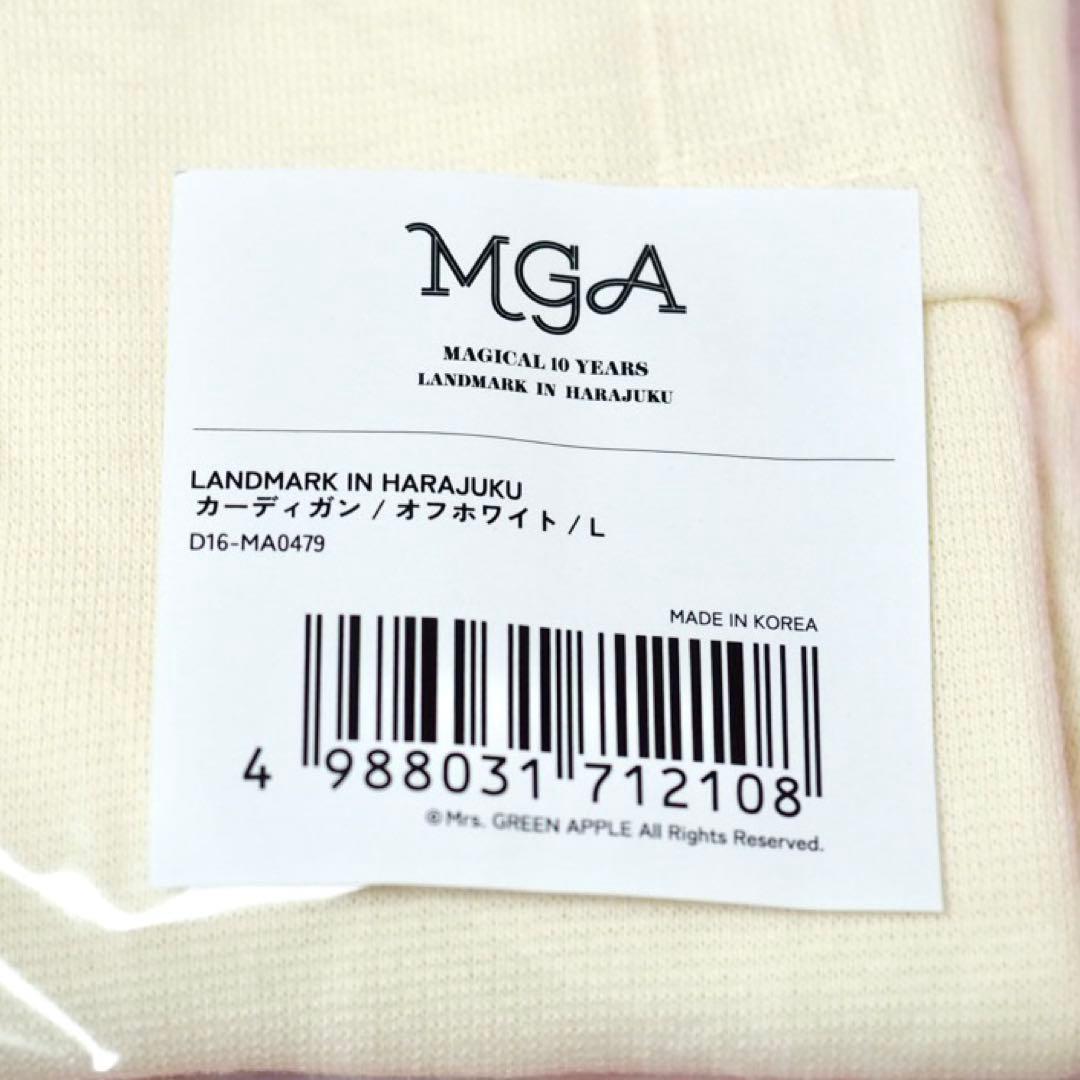 MGA
MAGICAL 10 YEARS
LANDMARK IN HARAJUKU
LANDMARK IN HARAJUKU
カーディガン / オフホワイト / L
D16-MA0479
MADE IN KOREA
4 988031 712108
©Mrs. GREEN APPLE All Rights Reserved.